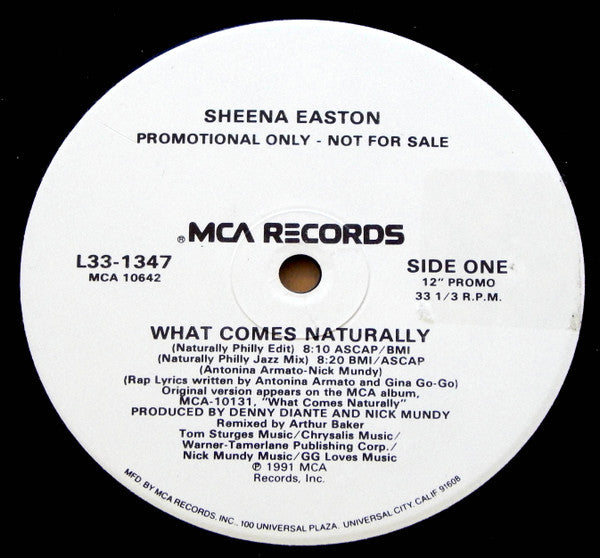 SHEENA EASTON
PROMOTIONAL ONLY - NOT FOR SALE
® MCA RECORDS
L33-1347
MCA 10642
SIDE ONE
12" PROMO
33 1/3 R.P.M.
WHAT COMES NATURALLY
(Naturally Philly Edit) 8:10 ASCAP/BMI
(Naturally Philly Jazz Mix) 8:20 BMI/ASCAP
(Antonina Armato-Nick Mundy)
(Rap Lyrics written by Antonina Armato and Gina Go-Go)
Original version appears on the MCA album,
MCA-10131, "What Comes Naturally"
PRODUCED BY DENNY DIANTE AND NICK MUNDY
Remixed by Arthur Baker
Tom Sturges Music/Chrysalis Music/
Warner-Tamerlane Publishing Corp./
Nick Mundy Music/GG Loves Music
℗ 1991 MCA
Records, Inc.
MFD BY MCA RECORDS, INC., 100 UNIVERSAL PLAZA, UNIVERSAL CITY, CALIF 91608